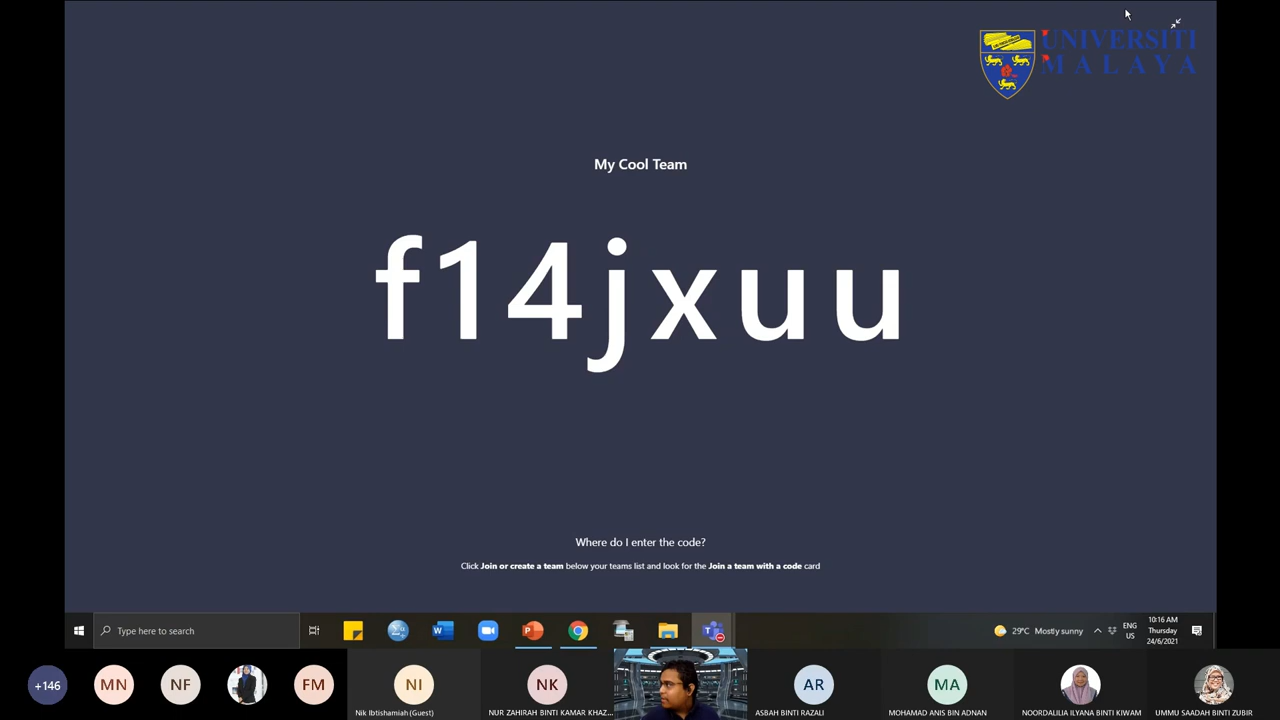 UNIVERSITI
MALAYA
My Cool Team
f14jxuu
Where do I enter the code?
Click Join or create a team below your teams list and look for the Join a team with a code card
Type here to search
29°C Mostly sunny
ENG
US
10:16 AM
Thursday
24/6/2021
+146
MN
NF
FM
NI
NK
AR
MA
Nik Ibtishamiah (Guest)
NUR ZAHIRAH BINTI KAMAR KHAZ...
ASBAH BINTI RAZALI
MOHAMAD ANIS BIN ADNAN
NOORDALILIA ILYANA BINTI KIWAM
UMMU SAADAH BINTI ZUBIR